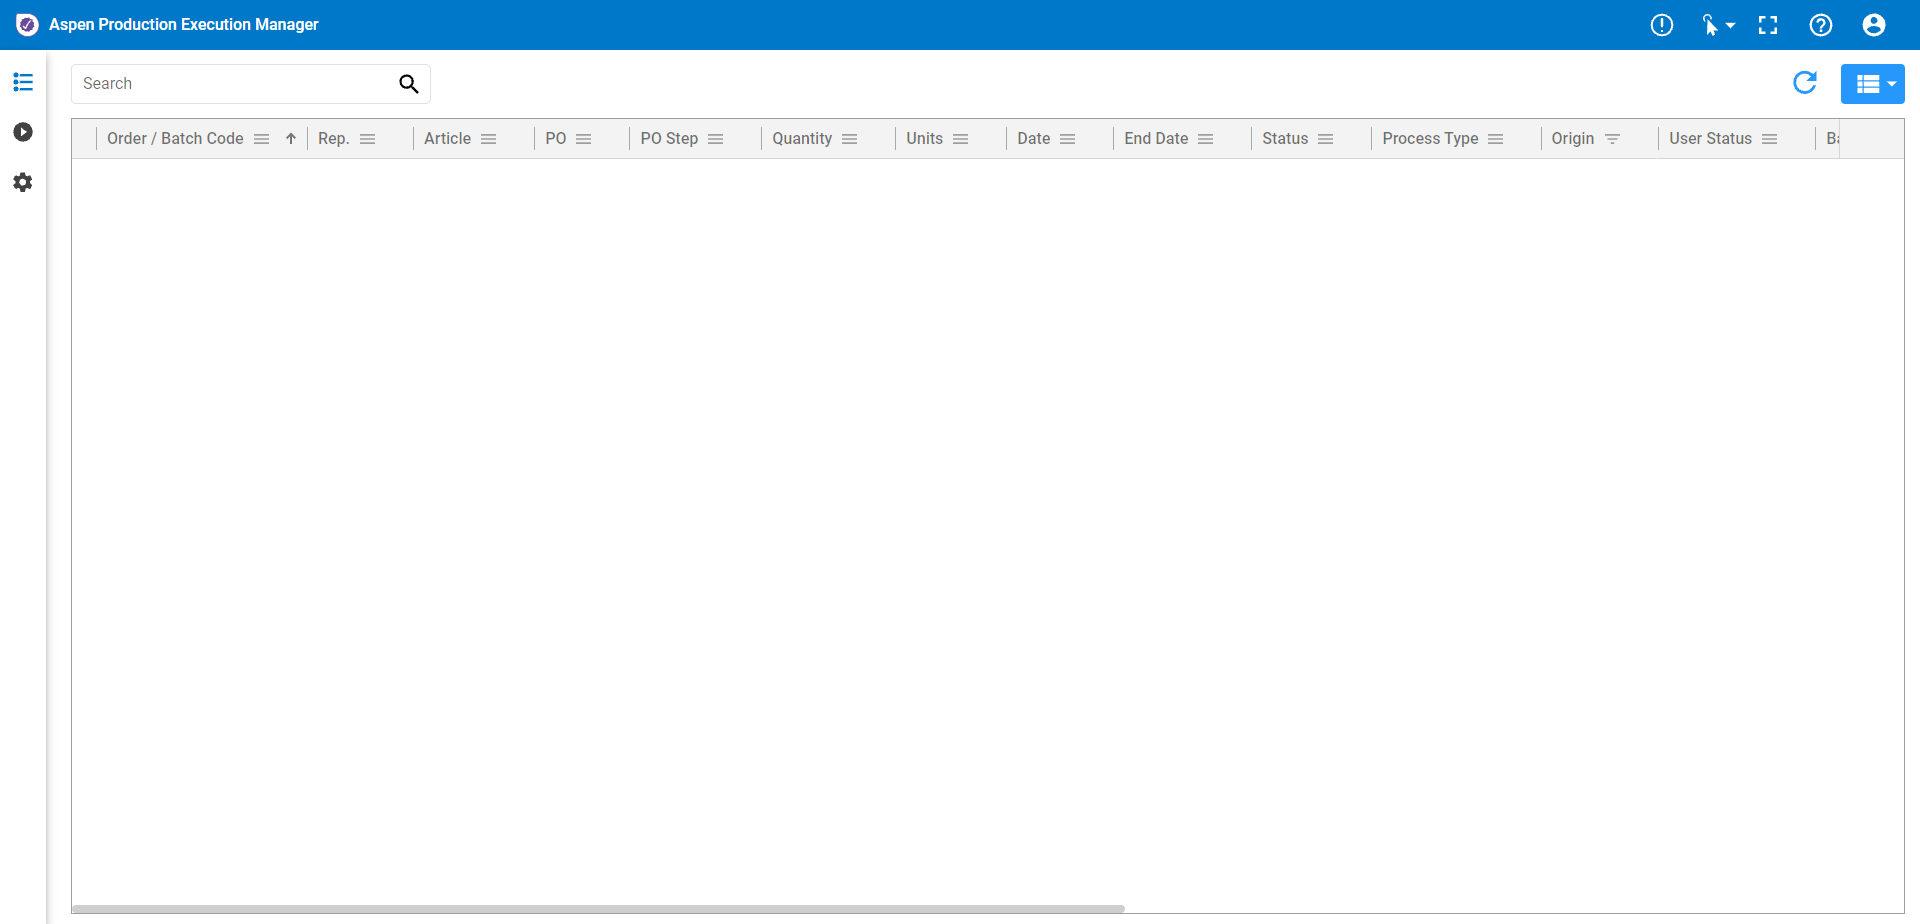 Aspen Production Execution Manager
Search
Order / Batch Code Rep. Article PO PO Step Quantity Units Date End Date Status Process Type Origin User Status